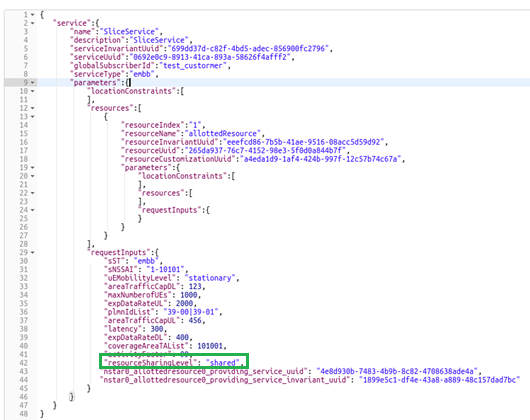 1 {
2 "service":{
3 "name":"SliceService",
4 "description":"SliceService",
5 "serviceInvariantUuid":"699dd37d-c82f-4bd5-adec-856900fc2796",
6 "serviceUuid":"0692e0c9-8913-41ca-893a-58626f4afff2",
7 "globalSubscriberId":"test_custormer",
8 "serviceType":"embb",
9 "parameters":{
10 "locationConstraints":[
11 ],
12 "resources":[
13 {
14 "resourceIndex":"1",
15 "resourceName":"allottedResource",
16 "resourceInvariantUuid":"eeefcd86-7b5b-41ae-9516-08acc5d59d92",
17 "resourceUuid":"265da937-76c7-4152-98e3-5f0d0a844b7f",
18 "resourceCustomizationUuid":"a4eda1d9-1af4-424b-997f-12c57b74c67a",
19 "parameters":{
20 "locationConstraints":[
21 ],
22 "resources":[
23 ],
24 "requestInputs":{
25 }
26 }
27 }
28 ],
29 "requestInputs":{
30 "sST": "embb",
31 "sNSSAI": "1-10101",
32 "uEMobilityLevel": "stationary",
33 "areaTrafficCapDL": 123,
34 "maxNumberofUEs": 1000,
35 "expDataRateUL": 2000,
36 "plmnIdList": "39-00|39-01",
37 "areaTrafficCapUL": 456,
38 "latency": 300,
39 "expDataRateDL": 400,
40 "coverageAreaTAList": 101001,
41
42 "resourceSharingLevel": "shared",
43 nstar0_allottedresource0_providing_service_uuid": "4e8d930b-7483-4b9b-8c82-4708638ade4a",
44 "nstar0_allottedresource0_providing_service_invariant_uuid": "1899e5c1-df4e-43a8-a889-48c157dad7bc"
45 }
46 }
47 }
48 }